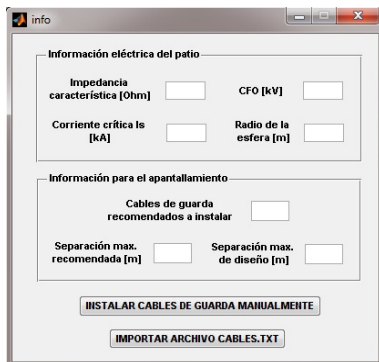 info
Información eléctrica del patio
Impedancia
característica [Ohm]
CFO [kV]
Corriente crítica Is
[kA]
Radio de la
esfera [m]
Información para el apantallamiento
Cables de guarda
recomendados a instalar
Separación max.
recomendada [m]
Separación max.
de diseño [m]
INSTALAR CABLES DE GUARDA MANUALMENTE
IMPORTAR ARCHIVO CABLES.TXT